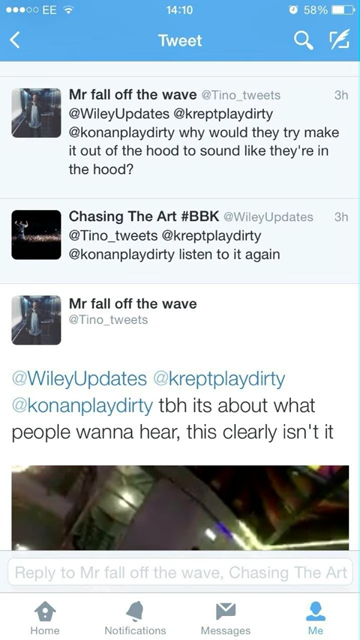 EE 14:10 58%
Tweet
Mr fall off the wave @Tino_tweets 3h
@WileyUpdates @kreptplaydirty
@konanplaydirty why would they try make
it out of the hood to sound like they're in
the hood?
Chasing The Art #BBK @WileyUpdates 3h
@Tino_tweets @kreptplaydirty
@konanplaydirty listen to it again
Mr fall off the wave
@Tino_tweets
@WileyUpdates @kreptplaydirty
@konanplaydirty tbh its about what
people wanna hear, this clearly isn't it
Reply to Mr fall off the wave, Chasing The Art
Home Notifications Messages Me